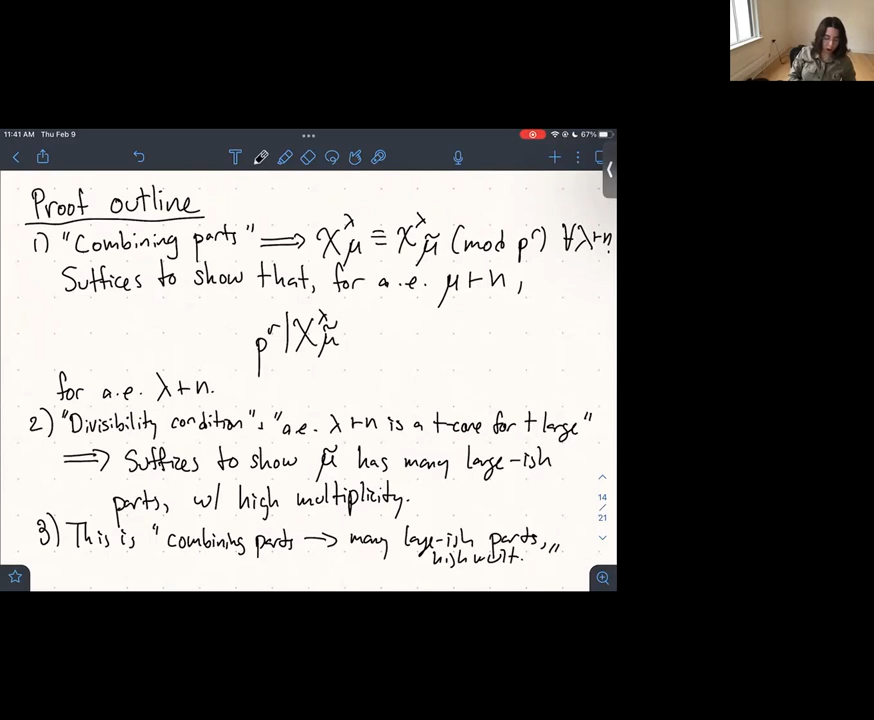 11:41 AM Thu Feb 9
67%
Proof outline
1) "Combining parts" ⟹ χ^λ_μ ≡ χ^λ_μ̃ (mod p^r) ∀λ⊢n.
Suffices to show that, for a.e. μ⊢n,
p^r | χ^λ_μ̃
for a.e. λ⊢n.
2) "Divisibility condition", "a.e. λ⊢n is a t-core for t large"
⟹ Suffices to show μ̃ has many large-ish
parts, w/ high multiplicity.
3) This is "combining parts → many large-ish parts,
high mult."
14
/
21